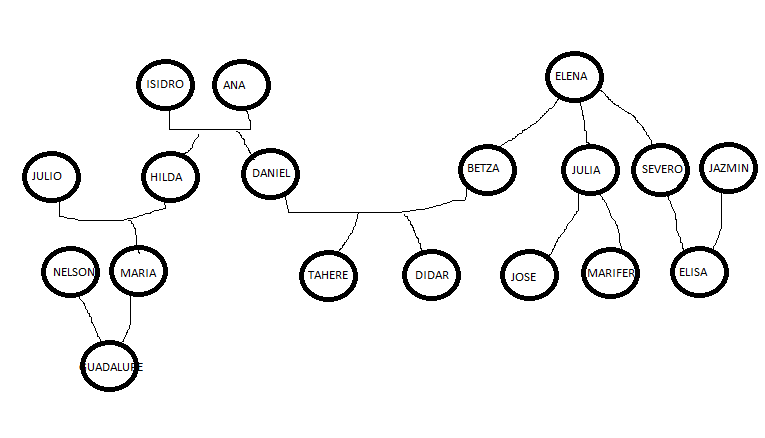 ISIDRO
ANA
ELENA
JULIO
HILDA
DANIEL
BETZA
JULIA
SEVERO
JAZMIN
NELSON
MARIA
TAHERE
DIDAR
JOSE
MARIFER
ELISA
GUADALUPE